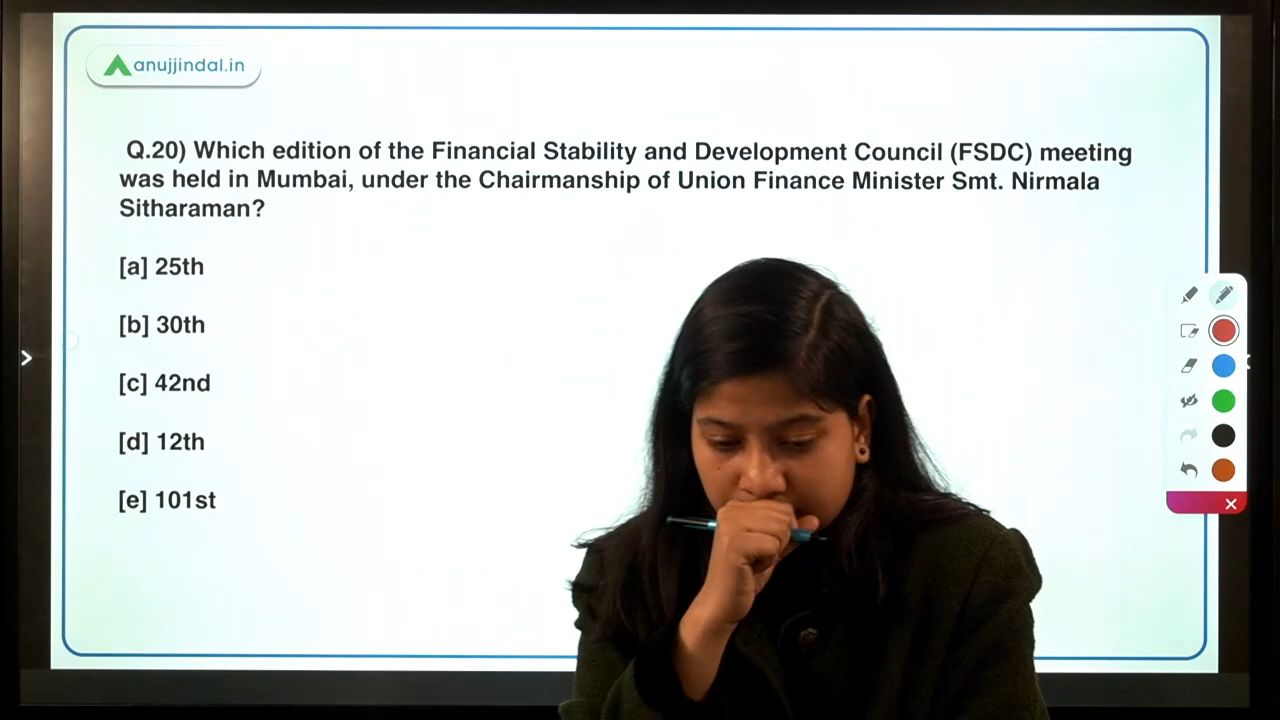 anujjindal.in
Q.20) Which edition of the Financial Stability and Development Council (FSDC) meeting
was held in Mumbai, under the Chairmanship of Union Finance Minister Smt. Nirmala
Sitharaman?
[a] 25th
[b] 30th
[c] 42nd
[d] 12th
[e] 101st